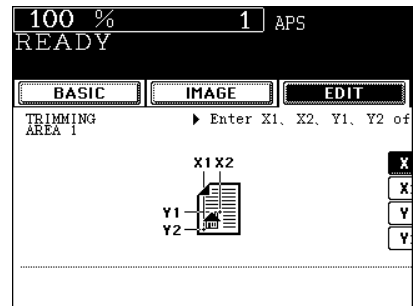 100 % 1 APS
READY
BASIC IMAGE EDIT
TRIMMING ▶ Enter X1、X2、Y1、Y2 of
AREA 1
X1 X2
X
X
Y1
Y
Y2
Y